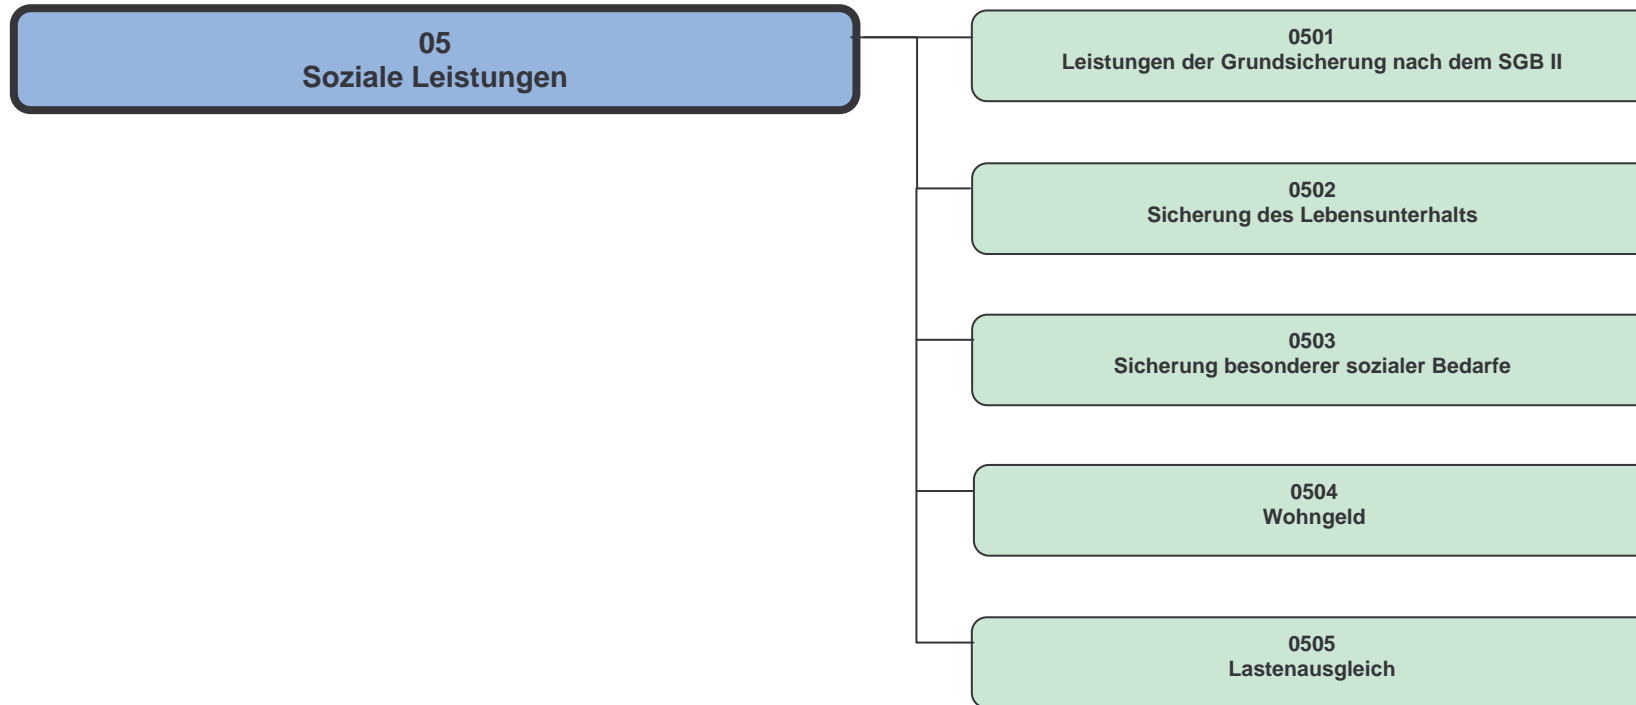 05
Soziale Leistungen
0501
Leistungen der Grundsicherung nach dem SGB II
0502
Sicherung des Lebensunterhalts
0503
Sicherung besonderer sozialer Bedarfe
0504
Wohngeld
0505
Lastenausgleich